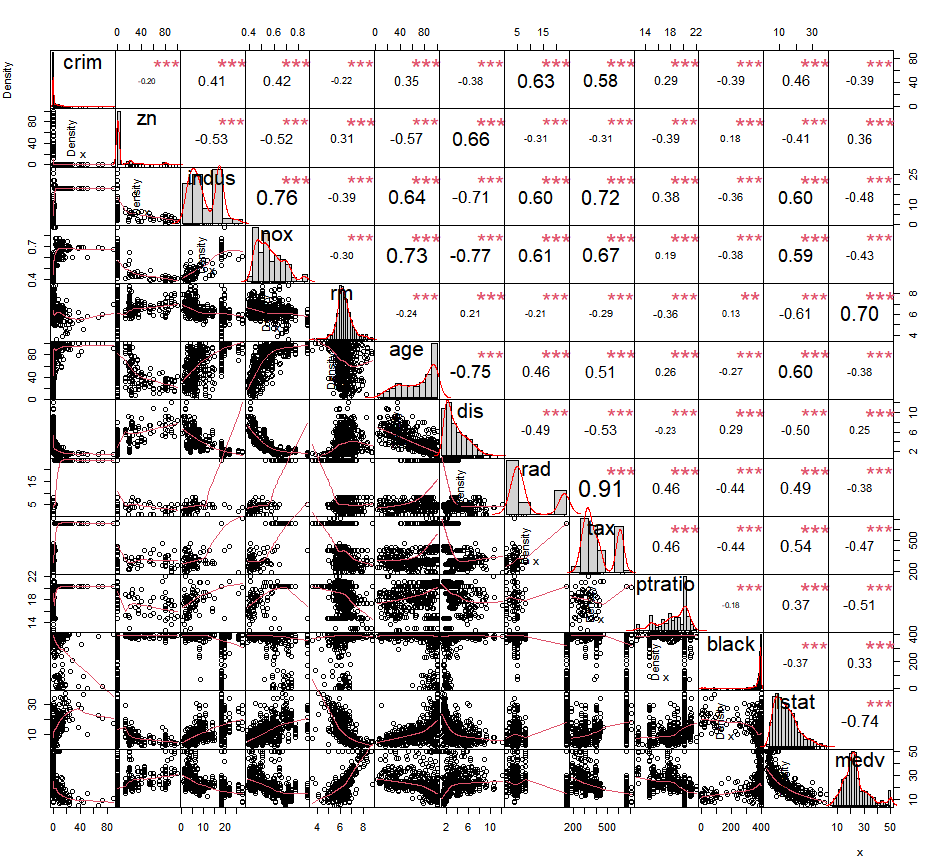 0 40 80 0.4 0.6 0.8 0 40 80 5 15 14 18 22 10 30
Density crim *** -0.20 *** 0.41 *** 0.42 *** -0.22 *** 0.35 *** -0.38 *** 0.63 *** 0.58 *** 0.29 *** -0.39 *** 0.46 *** -0.39 0 40 80
0 40 80 Density x zn *** -0.53 *** -0.52 *** 0.31 *** -0.57 *** 0.66 *** -0.31 *** -0.31 *** -0.39 *** 0.18 *** -0.41 *** 0.36
Density indus *** 0.76 *** -0.39 *** 0.64 *** -0.71 *** 0.60 *** 0.72 *** 0.38 *** -0.36 *** 0.60 *** -0.48 0 10 25
0.4 0.7 nox *** -0.30 *** 0.73 *** -0.77 *** 0.61 *** 0.67 *** 0.19 *** -0.38 *** 0.59 *** -0.43
rm *** -0.24 *** 0.21 *** -0.21 *** -0.29 *** -0.36 ** 0.13 *** -0.61 *** 0.70 4 6 8
0 40 80 Density age *** -0.75 *** 0.46 *** 0.51 *** 0.26 *** -0.27 *** 0.60 *** -0.38
dis *** -0.49 *** -0.53 *** -0.23 *** 0.29 *** -0.50 *** 0.25 2 6 10
5 15 Density rad *** 0.91 *** 0.46 *** -0.44 *** 0.49 *** -0.38
Density x tax *** 0.46 *** -0.44 *** 0.54 *** -0.47 200 500
14 18 22 x ptratio *** -0.18 *** 0.37 *** -0.51
Density x black *** -0.37 *** 0.33 0 200 400
10 30 Density x lstat *** -0.74
medv 10 30 50
0 40 80 0 10 20 4 6 8 2 6 10 200 500 0 200 400 10 30 50
x